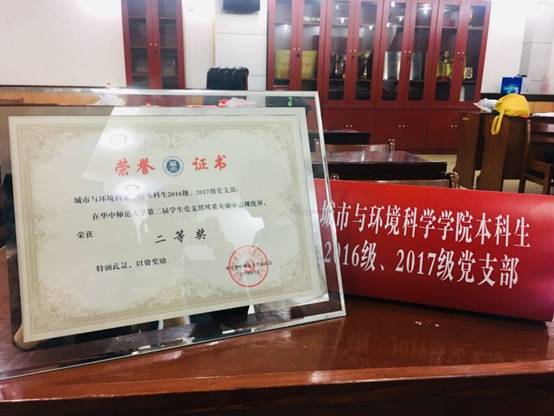 荣誉证书
城市与环境科学学院本科生2016级、2017级党支部:
在华中师范大学第二届学生党支部风采大赛中表现优异,
荣获
二等奖
特颁此证,以资奖励。
城市与环境科学学院本科生
2016级、2017级党支部